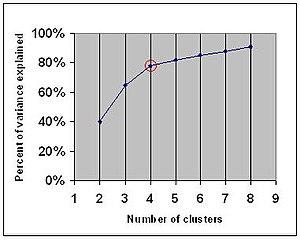 Percent of variance explained
100%
80%
60%
40%
20%
0%
1 2 3 4 5 6 7 8 9
Number of clusters